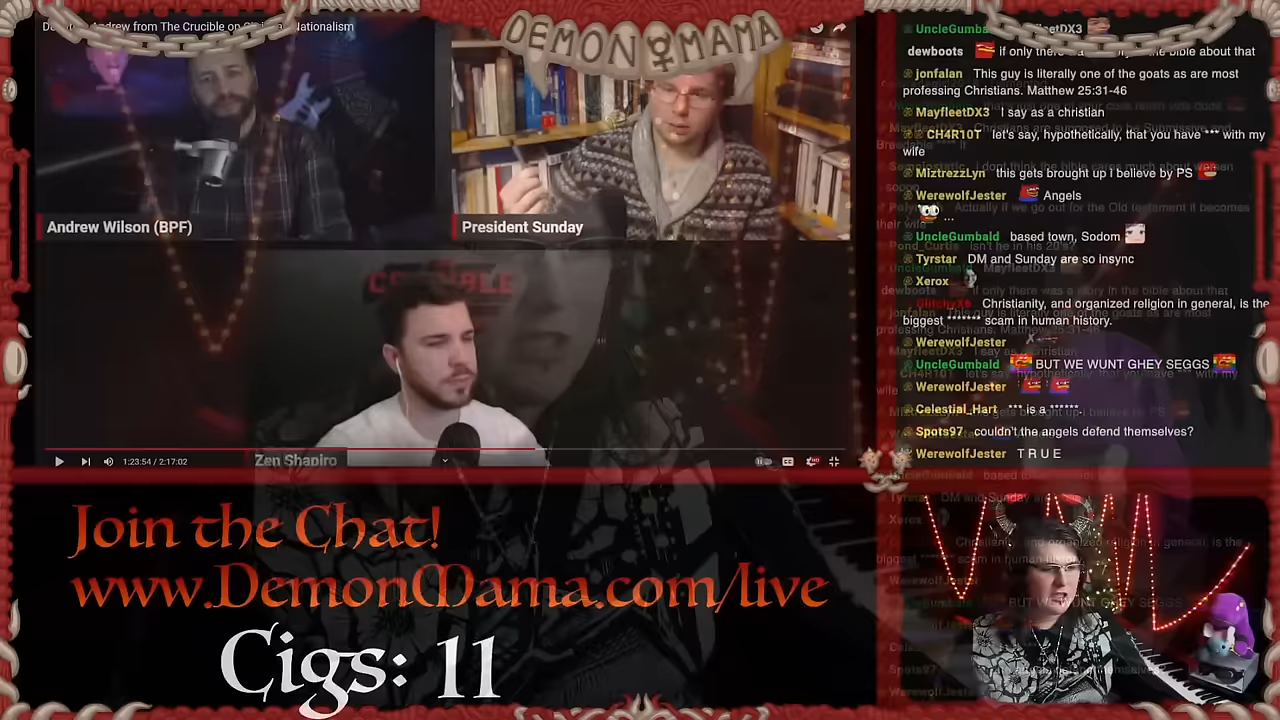 Andrew from The Crucible on
Nationalism
DEMON MAMA
Andrew Wilson (BPF)
President Sunday
Zen Shapiro
1:23:54 / 2:17:02
dewboots if only there the bible about that
jonfalan This guy is literally one of the goats as are most
professing Christians. Matthew 25:31-46
MayfleetDX3 I say as a christian
CH4R10T let's say, hypothetically, that you have *** with my
wife
MiztrezzLyn this gets brought up I believe by PS
WerewolfJester Angels
...
UncleGumbald based town, Sodom
Tyrstar DM and Sunday are so insync
Xerox
GlitchyX6 Christianity, and organized religion in general, is the
biggest ******* scam in human history.
WerewolfJester
UncleGumbald BUT WE WUNT GHEY SEGGS
WerewolfJester
Celestial_Hart *** is a ******.
Spots97 couldn't the angels defend themselves?
WerewolfJester T R U E
Join the Chat!
www.DemonMama.com/live
Cigs: 11